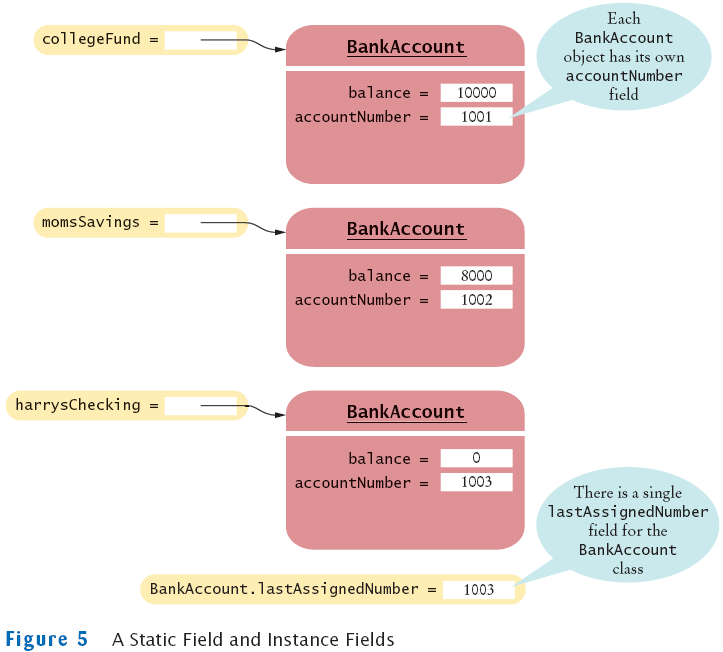 collegeFund =
BankAccount
balance = 10000
accountNumber = 1001
Each
BankAccount
object has its own
accountNumber
field
momsSavings =
BankAccount
balance = 8000
accountNumber = 1002
harrysChecking =
BankAccount
balance = 0
accountNumber = 1003
There is a single
lastAssignedNumber
field for the
BankAccount
class
BankAccount.lastAssignedNumber = 1003
Figure 5 A Static Field and Instance Fields